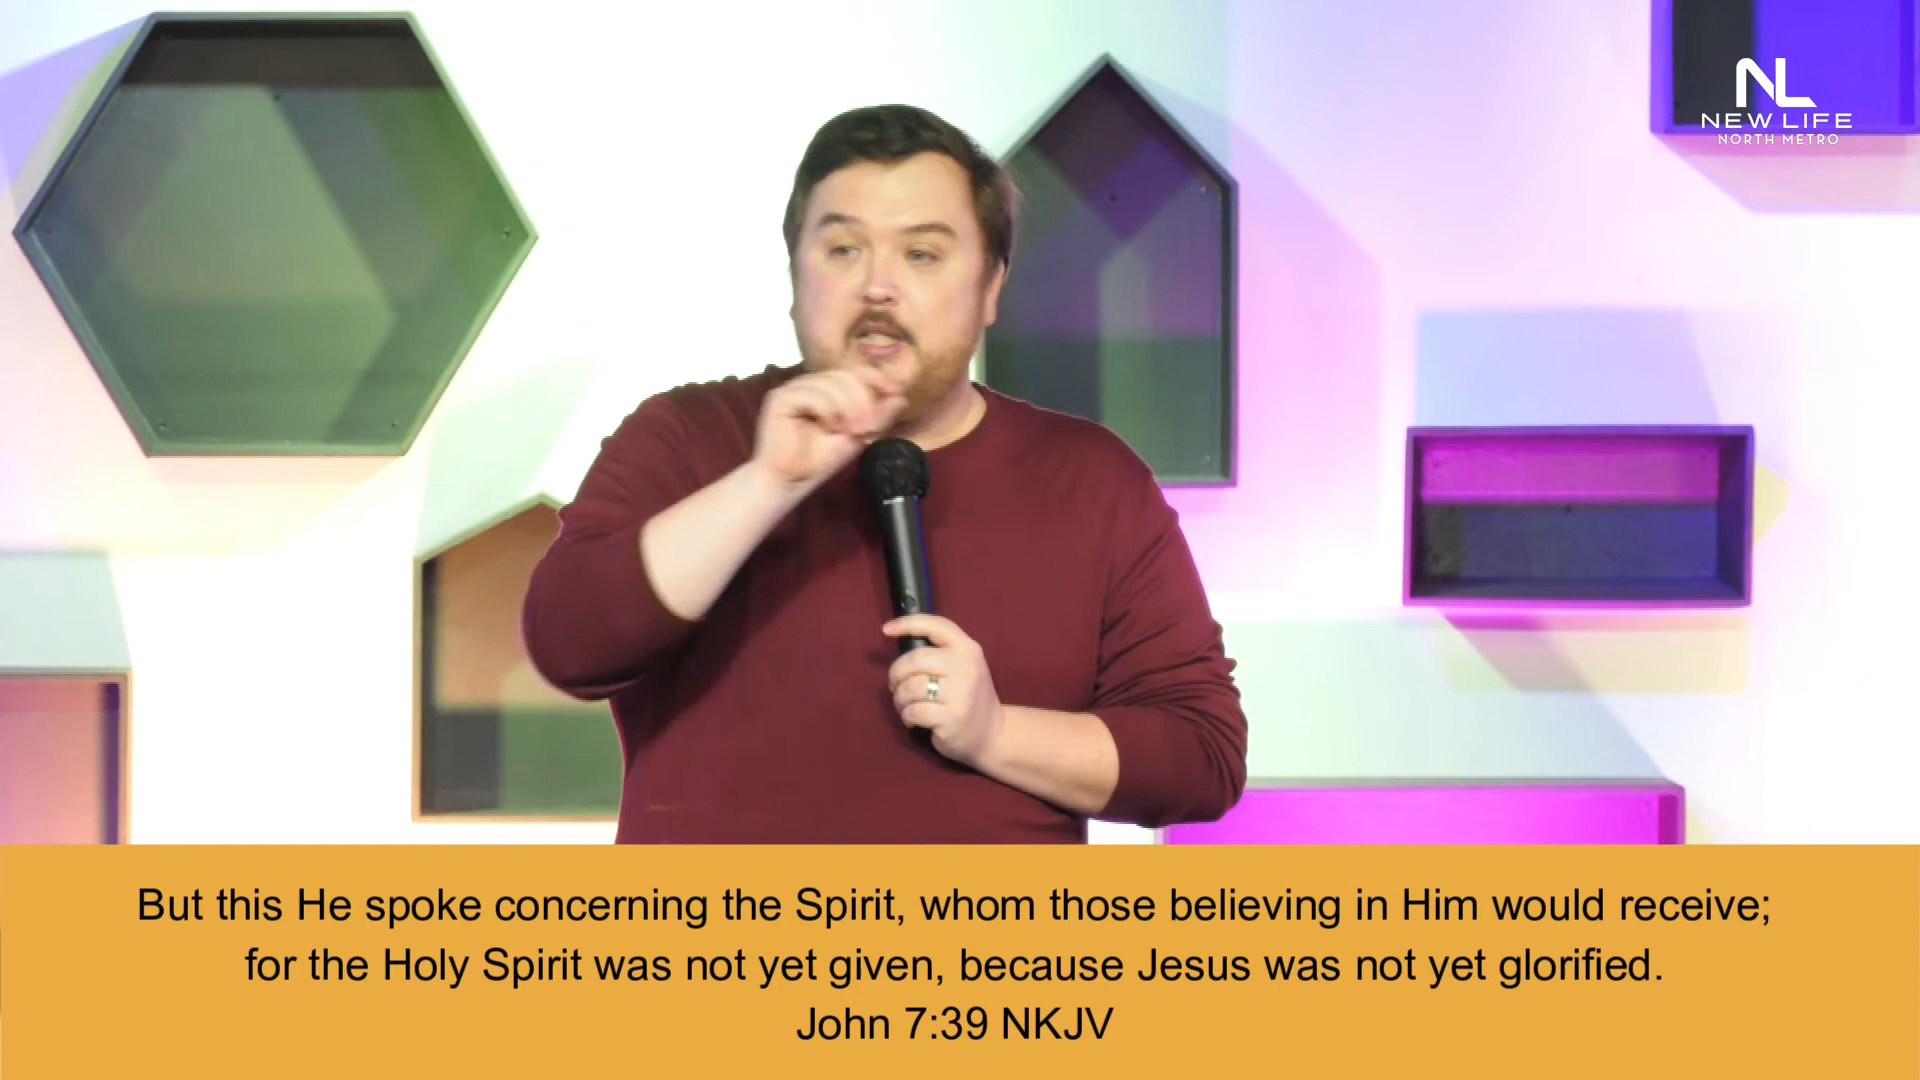 NL
NEW LIFE
NORTH METRO
But this He spoke concerning the Spirit, whom those believing in Him would receive;
for the Holy Spirit was not yet given, because Jesus was not yet glorified.
John 7:39 NKJV